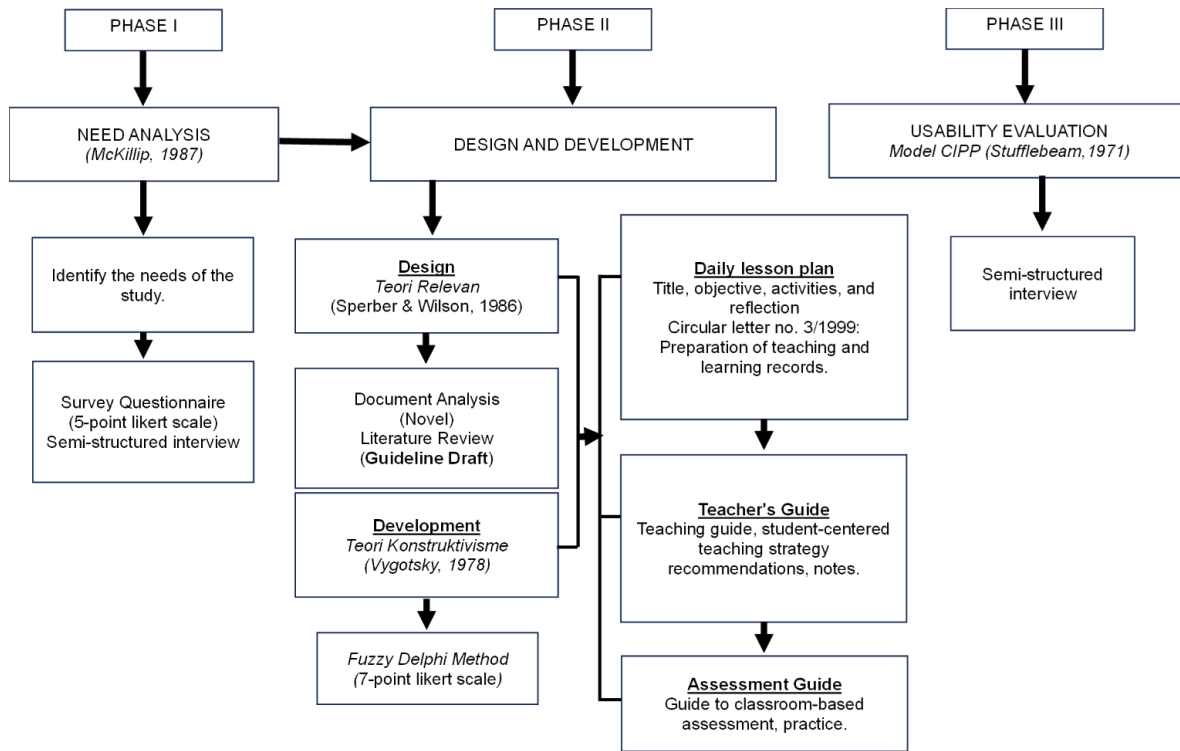 PHASE I
PHASE II
PHASE III
NEED ANALYSIS
(McKillip, 1987)
DESIGN AND DEVELOPMENT
USABILITY EVALUATION
Model CIPP (Stufflebeam,1971)
Identify the needs of the
study.
Survey Questionnaire
(5-point likert scale)
Semi-structured interview
Design
Teori Relevan
(Sperber & Wilson, 1986)
Document Analysis
(Novel)
Literature Review
(Guideline Draft)
Development
Teori Konstruktivisme
(Vygotsky, 1978)
Fuzzy Delphi Method
(7-point likert scale)
Daily lesson plan
Title, objective, activities, and
reflection
Circular letter no. 3/1999:
Preparation of teaching and
learning records.
Teacher's Guide
Teaching guide, student-centered
teaching strategy
recommendations, notes.
Assessment Guide
Guide to classroom-based
assessment, practice.
Semi-structured
interview